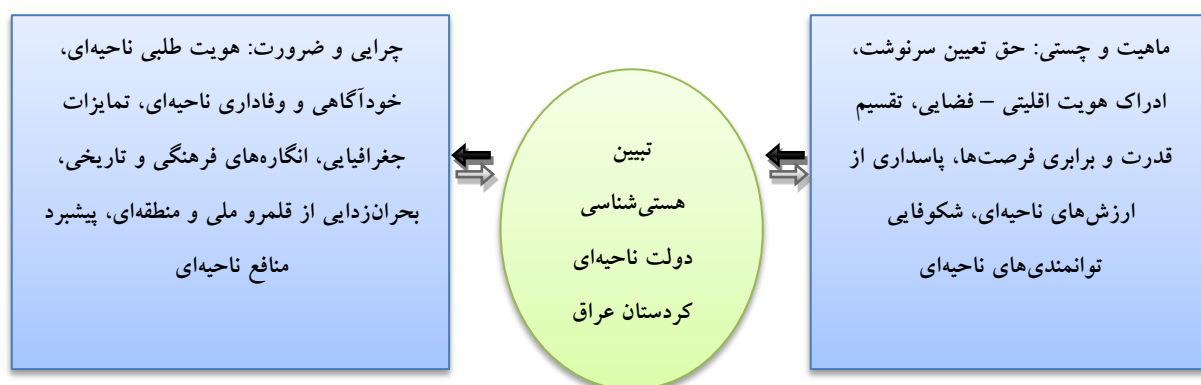 ماهیت و چستی: حق تعیین سرنوشت،
ادراک هویت اقلیتی – فضایی، تقسیم
قدرت و برابری فرصت‌ها، پاسداری از
ارزش‌های ناحیه‌ای، شکوفایی
توانمندی‌های ناحیه‌ای
تبیین
هستی‌شناسی
دولت ناحیه‌ای
کردستان عراق
چرایی و ضرورت: هویت طلبی ناحیه‌ای،
خودآگاهی و وفاداری ناحیه‌ای، تمایزات
جغرافیایی، انگاره‌های فرهنگی و تاریخی،
بحران‌زدایی از قلمرو ملی و منطقه‌ای، پیشبرد
منافع ناحیه‌ای